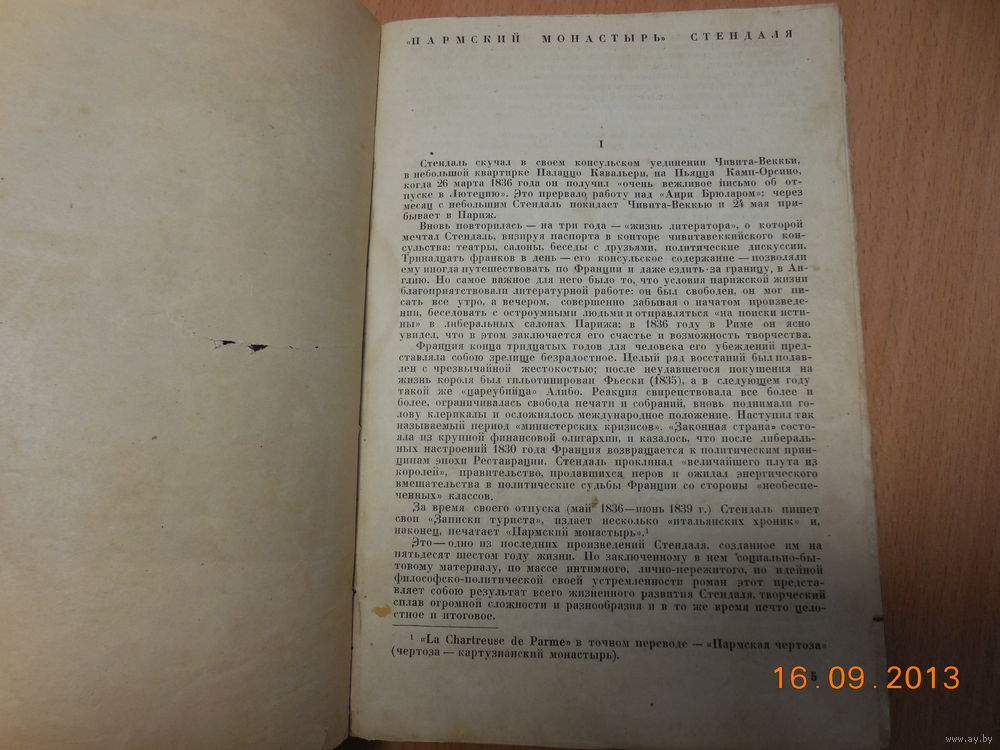 «ПАРМСКИЙ МОНАСТЫРЬ» СТЕНДАЛЯ
I
Стендаль скучал в своем консульском уединении Чивита-Веккьи,
в небольшой квартирке Палаццо Кавальери, на Пьяцца Камп-Орсино,
когда 26 марта 1836 года он получил «очень вежливое письмо об от-
пуске в Лютецию». Это прервало работу над «Анри Брюларом»: через
месяц с небольшим Стендаль покидает Чивита-Веккью и 24 мая при-
бывает в Париж.
Вновь повторилась — на три года — «жизнь литератора», о которой
мечтал Стендаль, визируя паспорта в конторе чивитавеккийского кон-
сульства: театры, салоны, беседы с друзьями, политические дискуссии.
Тринадцать франков в день — его консульское содержание — позволяли
ему иногда путешествовать по Франции и даже ездить за границу, в Ан-
глию. Но самое важное для него было то, что условия парижской жизни
благоприятствовали литературной работе: он был свободен, он мог пи-
сать все утро, а вечером, совершенно забывая о начатом произведе-
нии, беседовать с остроумными людьми и отправляться «на поиски исти-
ны» в либеральных салонах Парижа: в 1836 году в Риме он ясно
увидел, что в этом заключается его счастье и возможность творчества.
Франция конца тридцатых годов для человека его убеждений пред-
ставляла собою зрелище безрадостное. Целый ряд восстаний был подав-
лен с чрезвычайной жестокостью; после неудавшегося покушения на
жизнь короля был гильотинирован Фьески (1835), а в следующем году
такой же «цареубийца» Алибо. Реакция свирепствовала все более и
более, ограничивалась свобода печати и собраний, вновь поднимали го-
лову клерикалы и осложнялось международное положение. Наступил так
называемый период «министерских кризисов». «Законная страна» состо-
яла из крупной финансовой олигархии, и казалось, что после либераль-
ных настроений 1830 года Франция возвращается к политическим прин-
ципам эпохи Реставрации. Стендаль проклинал «величайшего плута из
королей», правительство, продавшихся перов и ожидал энергического
вмешательства в политические судьбы Франции со стороны «необеспе-
ченных» классов.
За время своего отпуска (май 1836—июнь 1839 г.) Стендаль пишет
свои «Записки туриста», издает несколько «итальянских хроник» и,
наконец, печатает «Пармский монастырь».¹
Это — одно из последних произведений Стендаля, созданное им на
пятьдесят шестом году жизни. По заключенному в нем социально-бы-
товому материалу, по массе интимного, лично-пережитого, по идейной
философско-политической своей устремленности роман этот представ-
ляет собою результат всего жизненного развития Стендаля, творческий
сплав огромной сложности и разнообразия и в то же время нечто цело-
стное и итоговое.
¹ «La Chartreuse de Parme» в точном переводе — «Пармская чертоза»
(чертоза — картузианский монастырь).
5
16.09.2013
www.ay.by